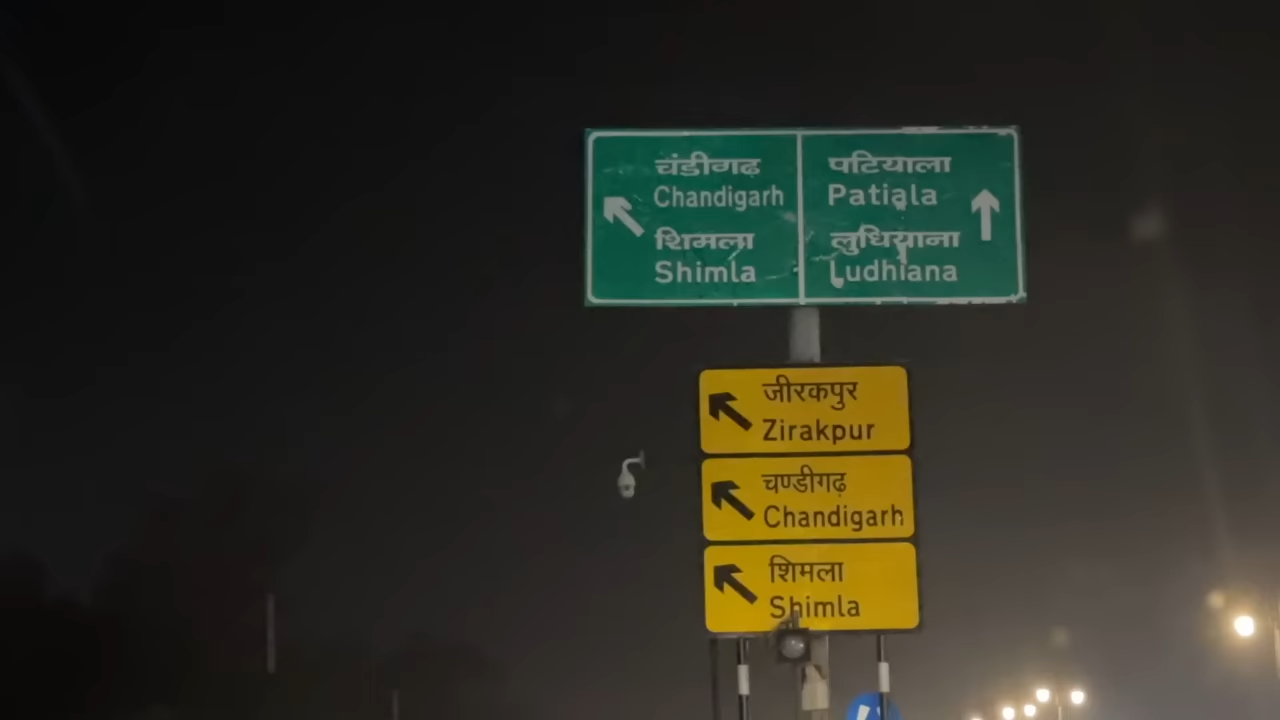 चंडीगढ़
Chandigarh
शिमला
Shimla
पटियाला
Patiala
लुधियाना
Ludhiana
जीरकपुर
Zirakpur
चण्डीगढ़
Chandigarh
शिमला
Shimla